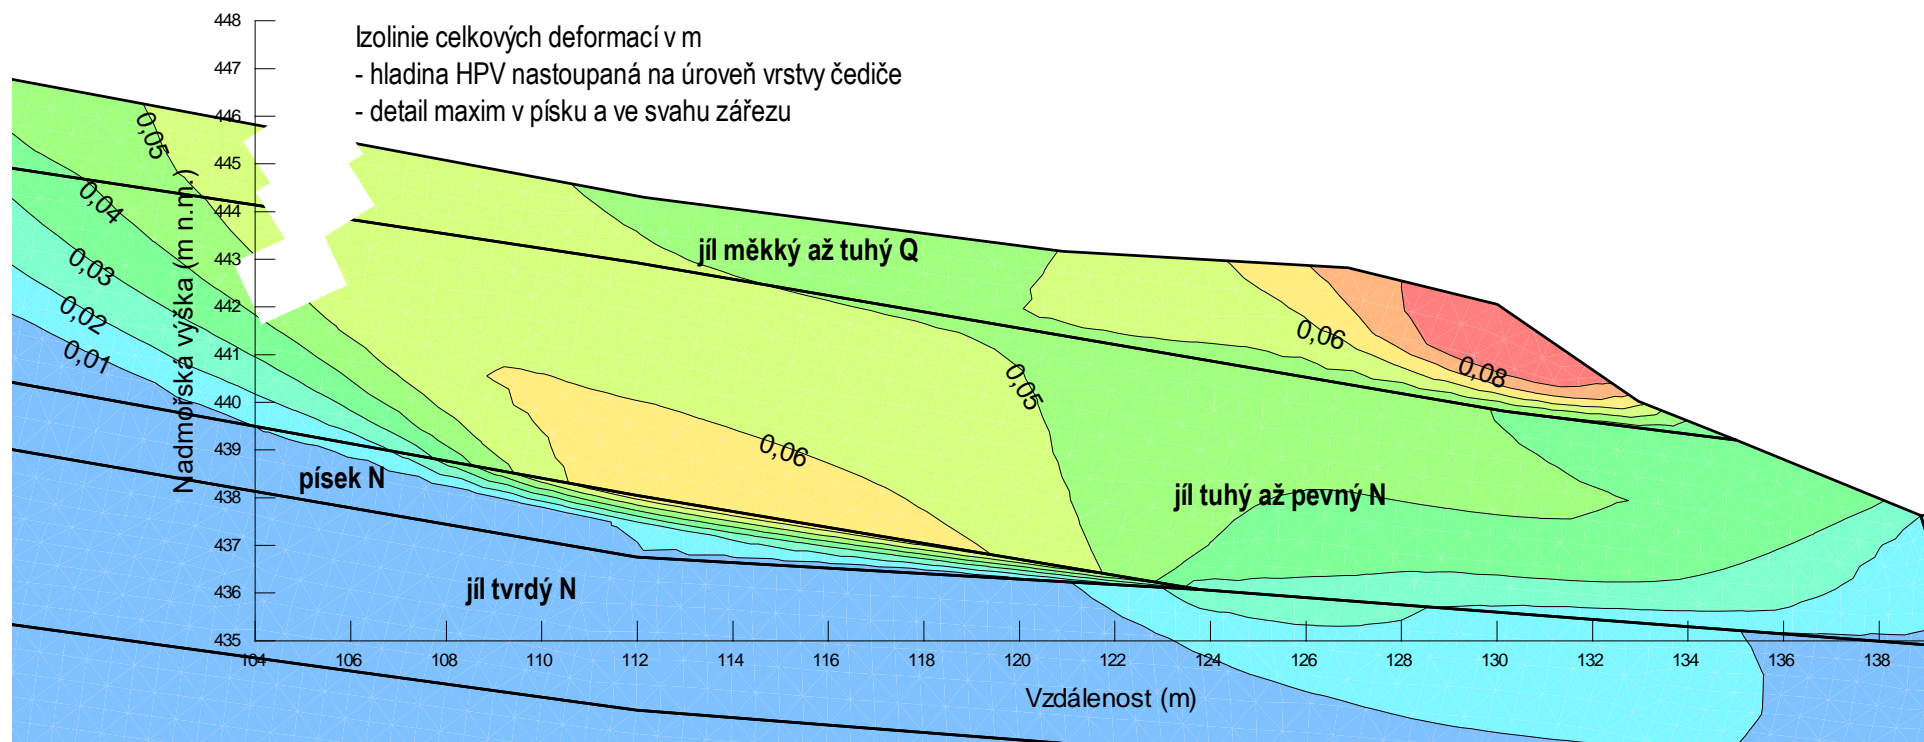 Izolinie celkových deformací v m
- hladina HPV nastoupaná na úroveň vrstvy čediče
- detail maxim v písku a ve svahu zářezu
448
447
446
445
444
443
442
441
440
439
438
437
436
435
Nadmořská výška (m n.m.)
0,05
0,04
0,03
0,02
0,01
jíl měkký až tuhý Q
0,06
0,08
0,05
0,06
písek N
jíl tuhý až pevný N
jíl tvrdý N
104 106 108 110 112 114 116 118 120 122 124 126 128 130 132 134 136 138
Vzdálenost (m)